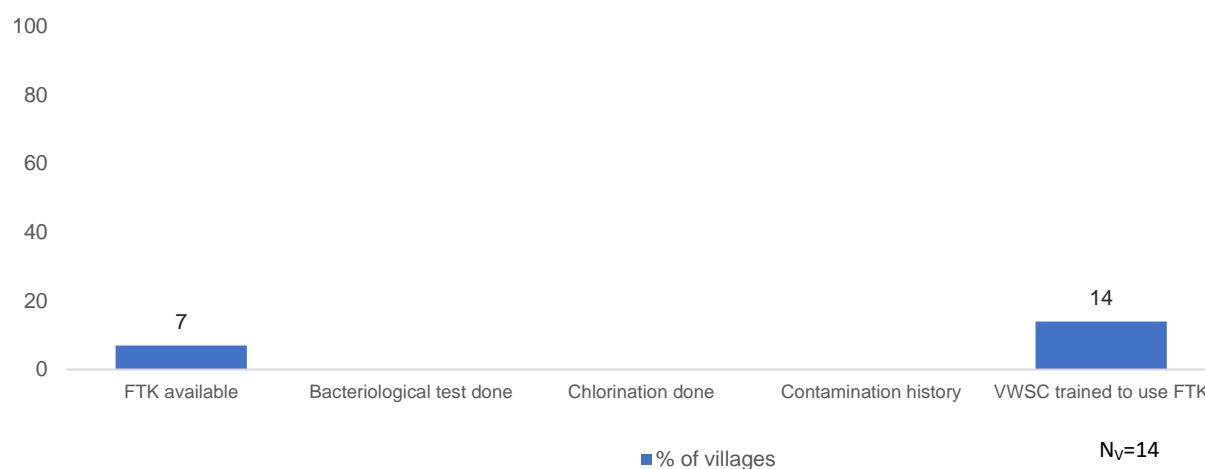 100
80
60
40
20
0
7
14
FTK available
Bacteriological test done
Chlorination done
Contamination history
VWSC trained to use FTK
% of villages
NV=14